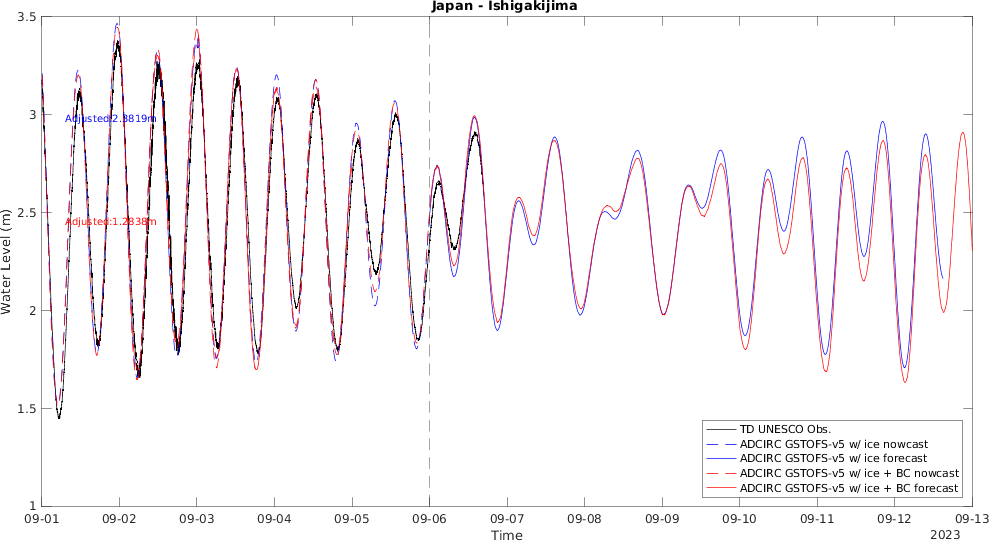 Japan - Ishigakijima
3.5
3
2.5
2
1.5
1
Water Level (m)
Adjusted:2.3819m
Adjusted:1.2838m
TD UNESCO Obs.
ADCIRC GSTOFS-v5 w/ ice nowcast
ADCIRC GSTOFS-v5 w/ ice forecast
ADCIRC GSTOFS-v5 w/ ice + BC nowcast
ADCIRC GSTOFS-v5 w/ ice + BC forecast
09-01 09-02 09-03 09-04 09-05 09-06 09-07 09-08 09-09 09-10 09-11 09-12 09-13
Time
2023